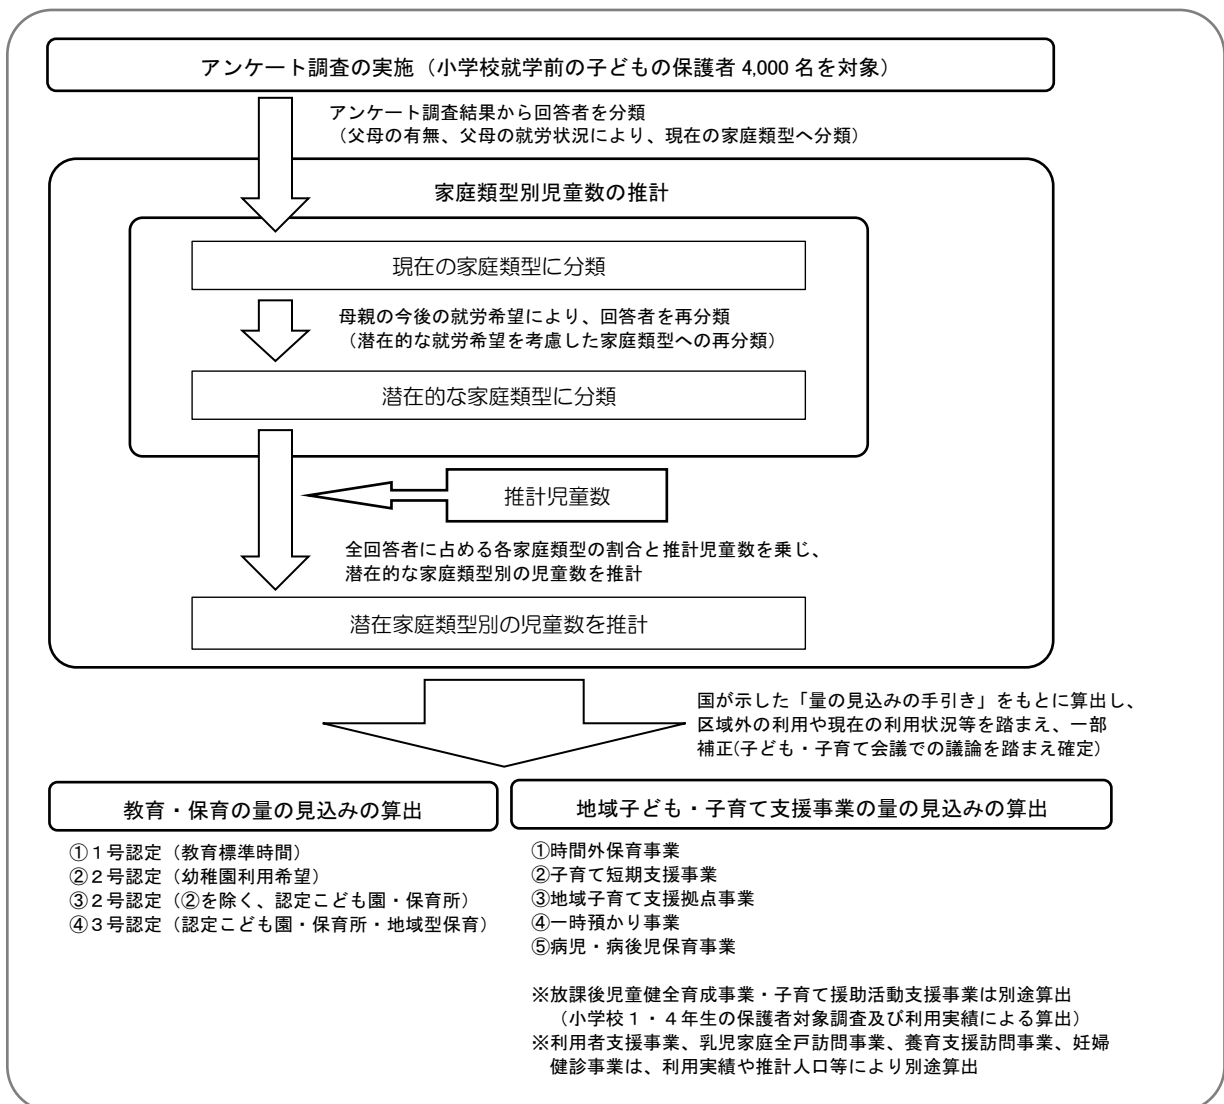 アンケート調査の実施（小学校就学前の子どもの保護者 4,000 名を対象）
アンケート調査結果から回答者を分類
（父母の有無、父母の就労状況により、現在の家庭類型へ分類）
家庭類型別児童数の推計
現在の家庭類型に分類
母親の今後の就労希望により、回答者を再分類
（潜在的な就労希望を考慮した家庭類型への再分類）
潜在的な家庭類型に分類
推計児童数
全回答者に占める各家庭類型の割合と推計児童数を乗じ、
潜在的な家庭類型別の児童数を推計
潜在家庭類型別の児童数を推計
国が示した「量の見込みの手引き」をもとに算出し、
区域外の利用や現在の利用状況等を踏まえ、一部
補正(子ども・子育て会議での議論を踏まえ確定)
教育・保育の量の見込みの算出
①１号認定（教育標準時間）
②２号認定（幼稚園利用希望）
③２号認定（②を除く、認定こども園・保育所）
④３号認定（認定こども園・保育所・地域型保育）
地域子ども・子育て支援事業の量の見込みの算出
①時間外保育事業
②子育て短期支援事業
③地域子育て支援拠点事業
④一時預かり事業
⑤病児・病後児保育事業
※放課後児童健全育成事業・子育て援助活動支援事業は別途算出
（小学校１・４年生の保護者対象調査及び利用実績による算出）
※利用者支援事業、乳児家庭全戸訪問事業、養育支援訪問事業、妊婦
健診事業は、利用実績や推計人口等により別途算出